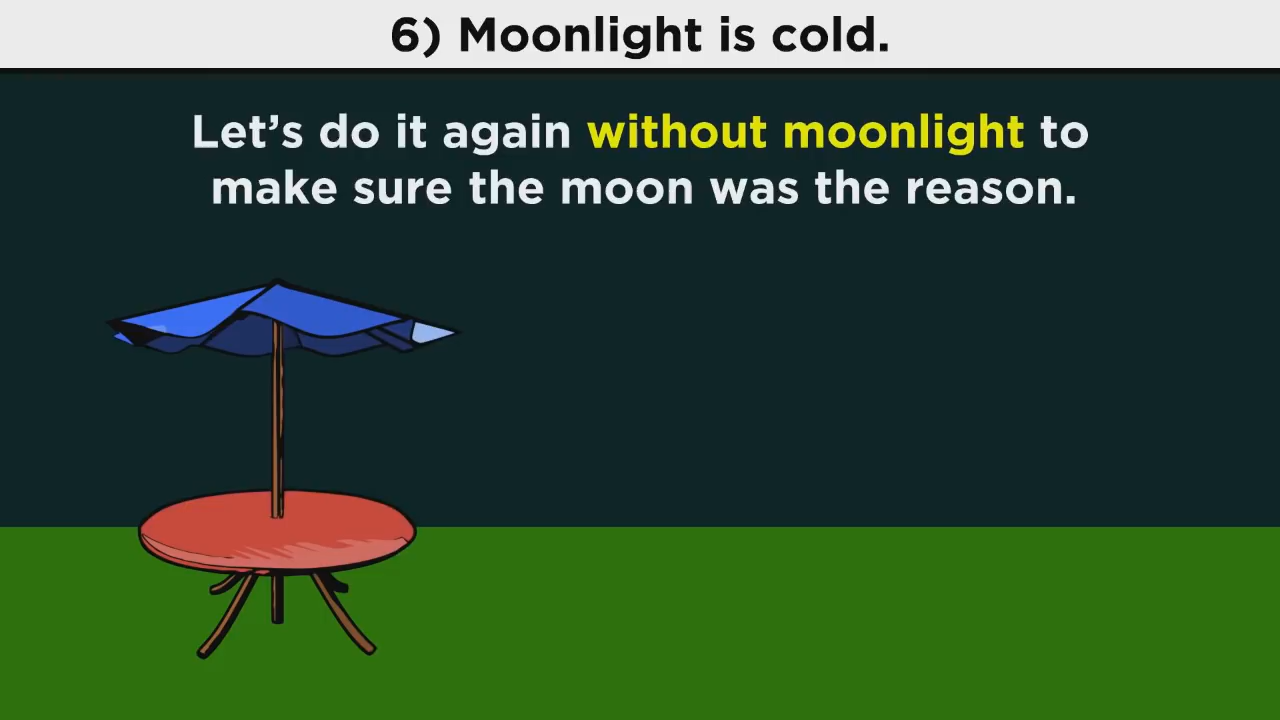 6) Moonlight is cold.
Let's do it again without moonlight to
make sure the moon was the reason.